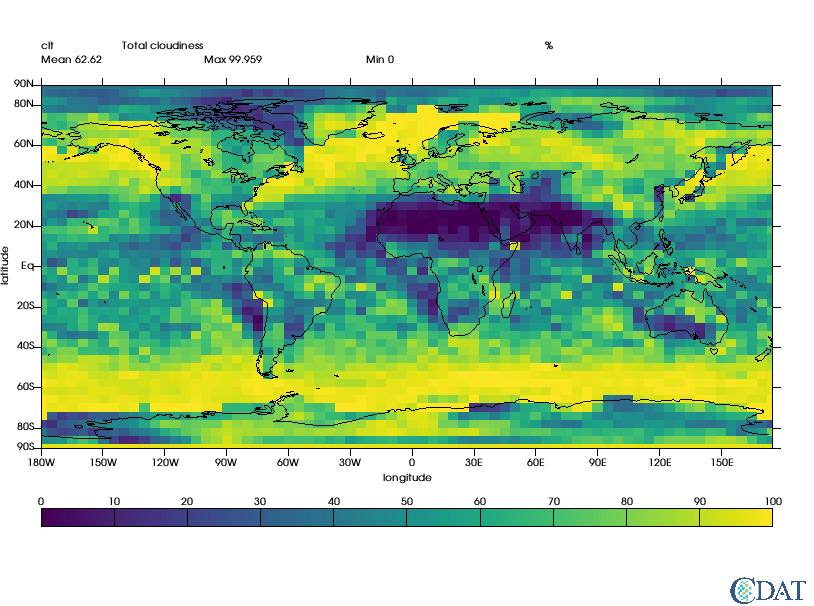 clt Total cloudiness %
Mean 62.62 Max 99.959 Min 0
90N
80N
60N
40N
20N
Eq
20S
40S
60S
80S
90S
latitude
180W 150W 120W 90W 60W 30W 0 30E 60E 90E 120E 150E
longitude
0 10 20 30 40 50 60 70 80 90 100
CDAT